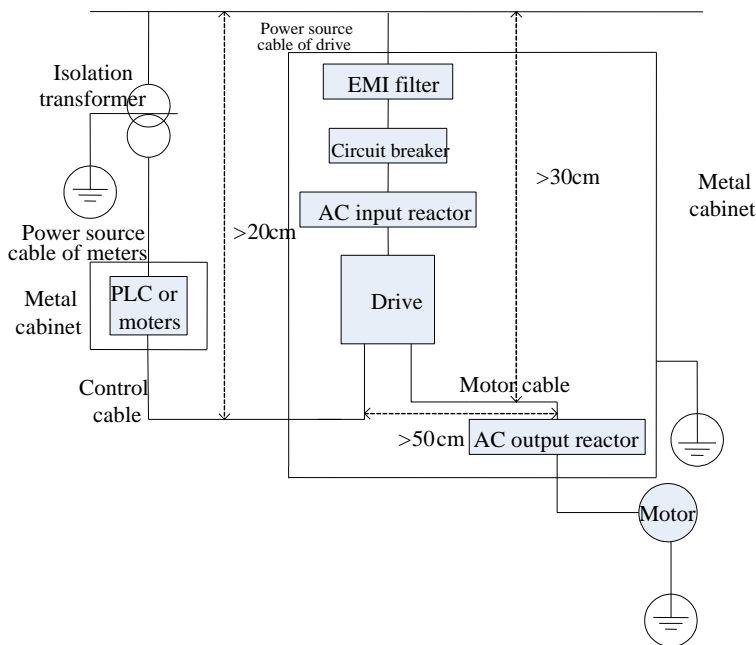 Power source
cable of drive
Isolation
transformer
EMI filter
Circuit breaker
>30cm
Metal
cabinet
AC input reactor
>20cm
Power source
cable of meters
Metal
cabinet
PLC or
moters
Drive
Control
cable
Motor cable
>50cm
AC output reactor
Motor